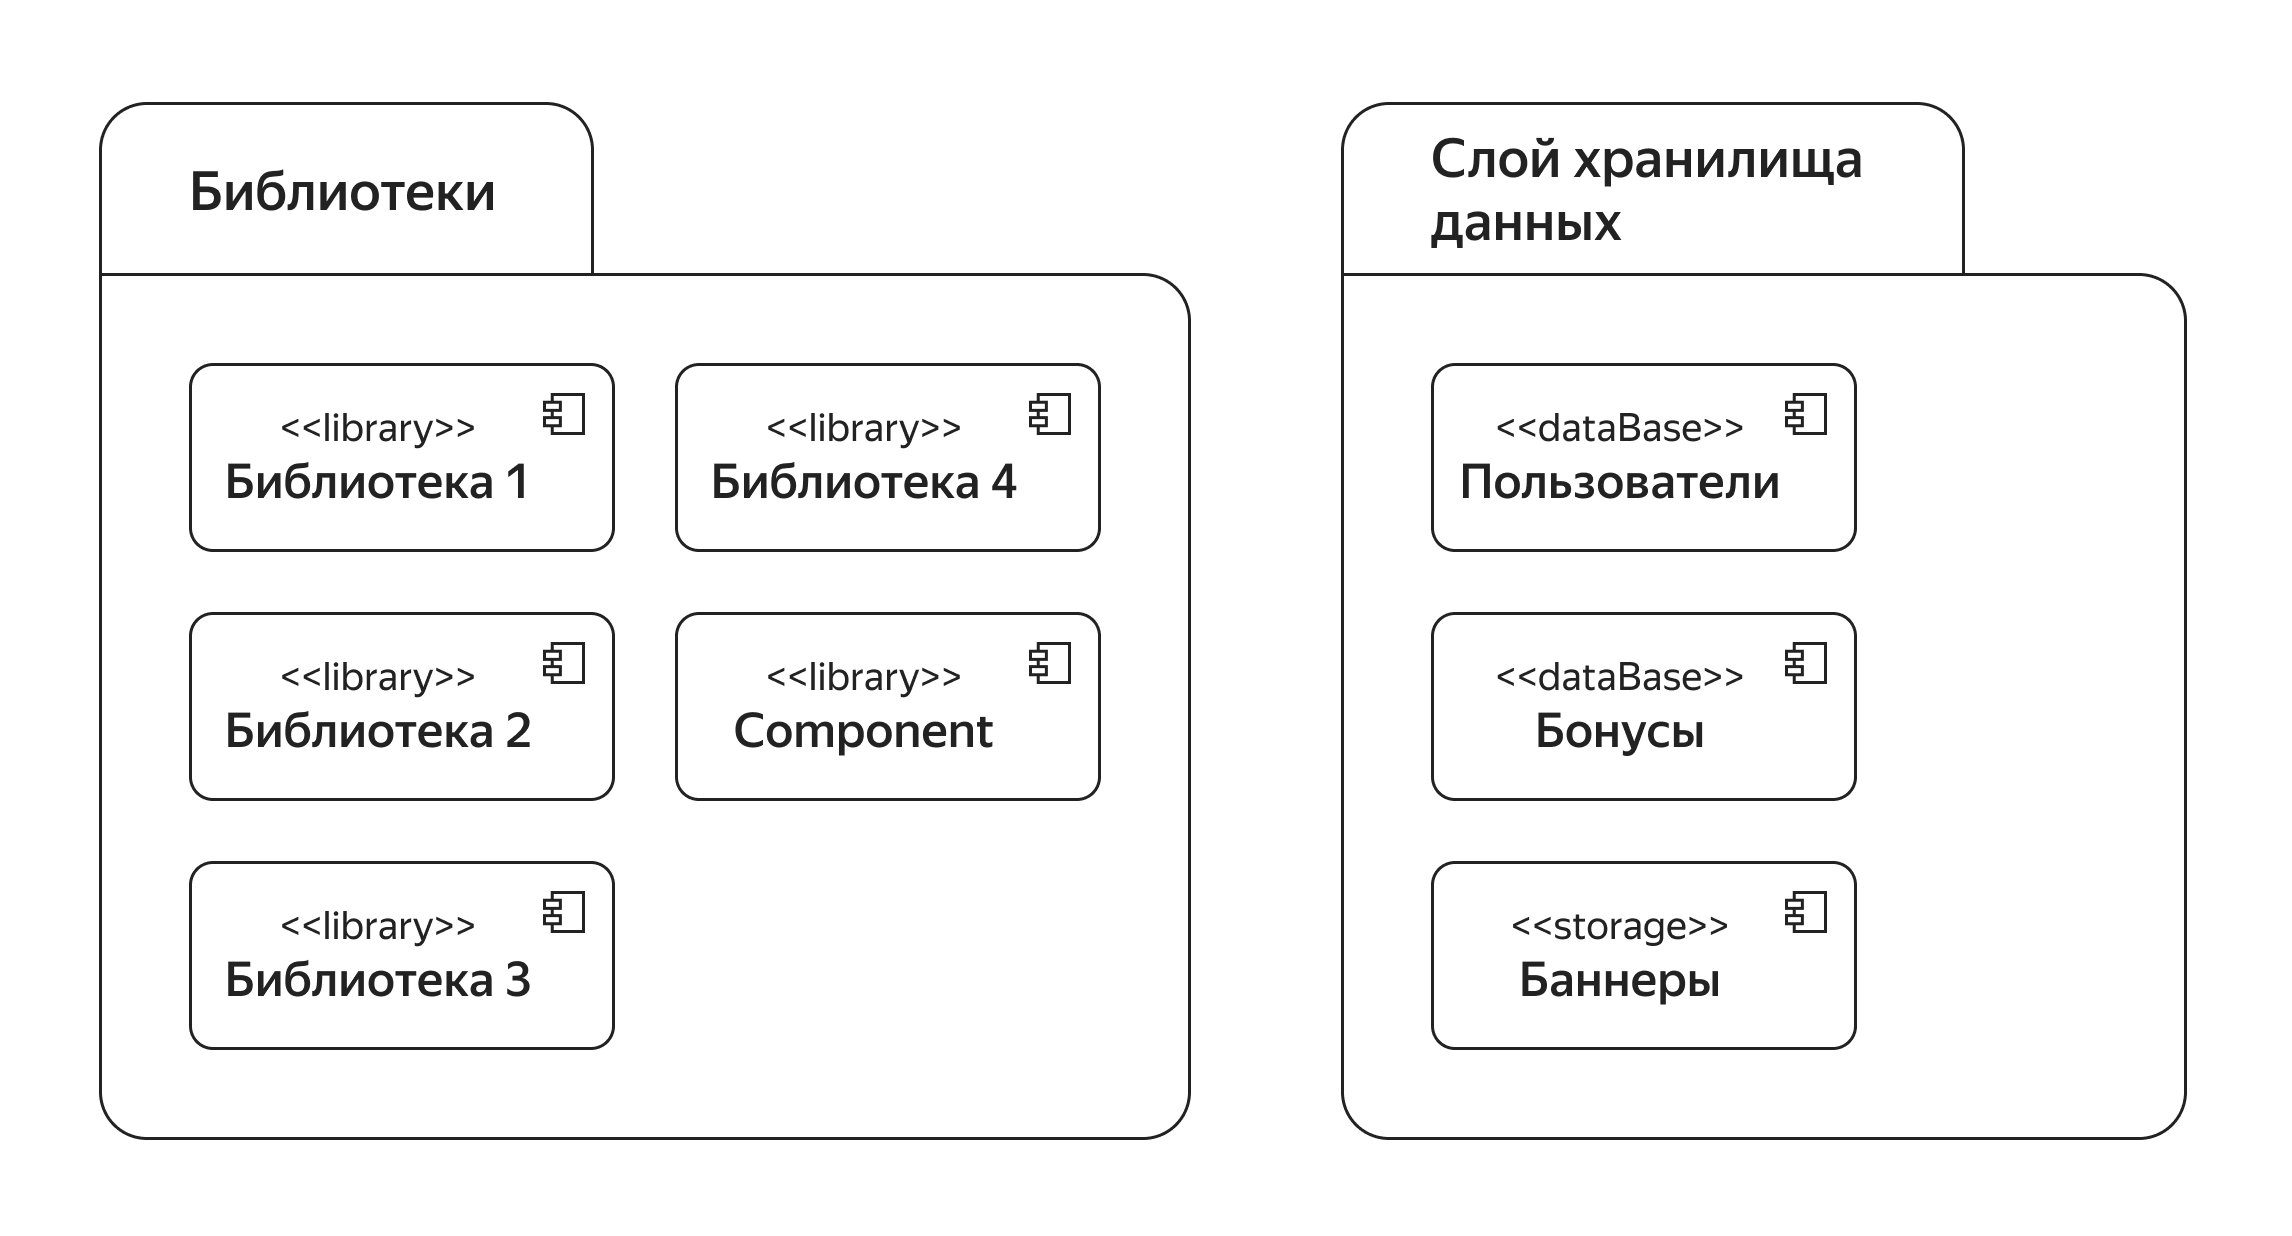 Библиотеки
<<library>>
Библиотека 1
<<library>>
Библиотека 4
<<library>>
Библиотека 2
<<library>>
Component
<<library>>
Библиотека 3
Слой хранилища
данных
<<dataBase>>
Пользователи
<<dataBase>>
Бонусы
<<storage>>
Баннеры